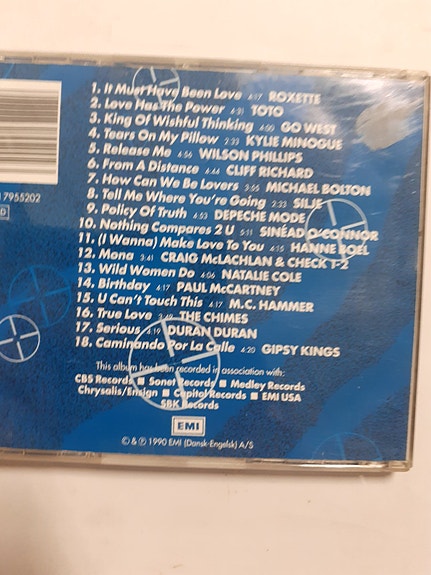 1. It Must Have Been Love 4:17 ROXETTE
2. Love Has The Power 4:31 TOTO
3. King Of Wishful Thinking 4:00 GO WEST
4. Tears On My Pillow 2:33 KYLIE MINOGUE
5. Release Me 4:56 WILSON PHILLIPS
6. From A Distance 4:44 CLIFF RICHARD
7. How Can We Be Lovers 3:55 MICHAEL BOLTON
8. Tell Me Where You're Going 2:33 SILJE
9. Policy Of Truth 4:53 DEPECHE MODE
10. Nothing Compares 2 U 5:11 SINÉAD O'CONNOR
11. (I Wanna) Make Love To You 4:15 HANNE BOEL
12. Mona 3:41 CRAIG McLACHLAN & CHECK 1-2
13. Wild Women Do 4:06 NATALIE COLE
14. Birthday 4:17 PAUL McCARTNEY
15. U Can't Touch This 4:17 M.C. HAMMER
16. True Love 3:49 THE CHIMES
17. Serious 4:19 DURAN DURAN
18. Caminando Por La Calle 4:20 GIPSY KINGS
This album has been recorded in association with:
CBS Records ■ Sonet Records ■ Medley Records
Chrysalis/Ensign ■ Capitol Records ■ EMI USA
SBK Records
EMI
© & ℗ 1990 EMI (Dansk-Engelsk) A/S
7955202